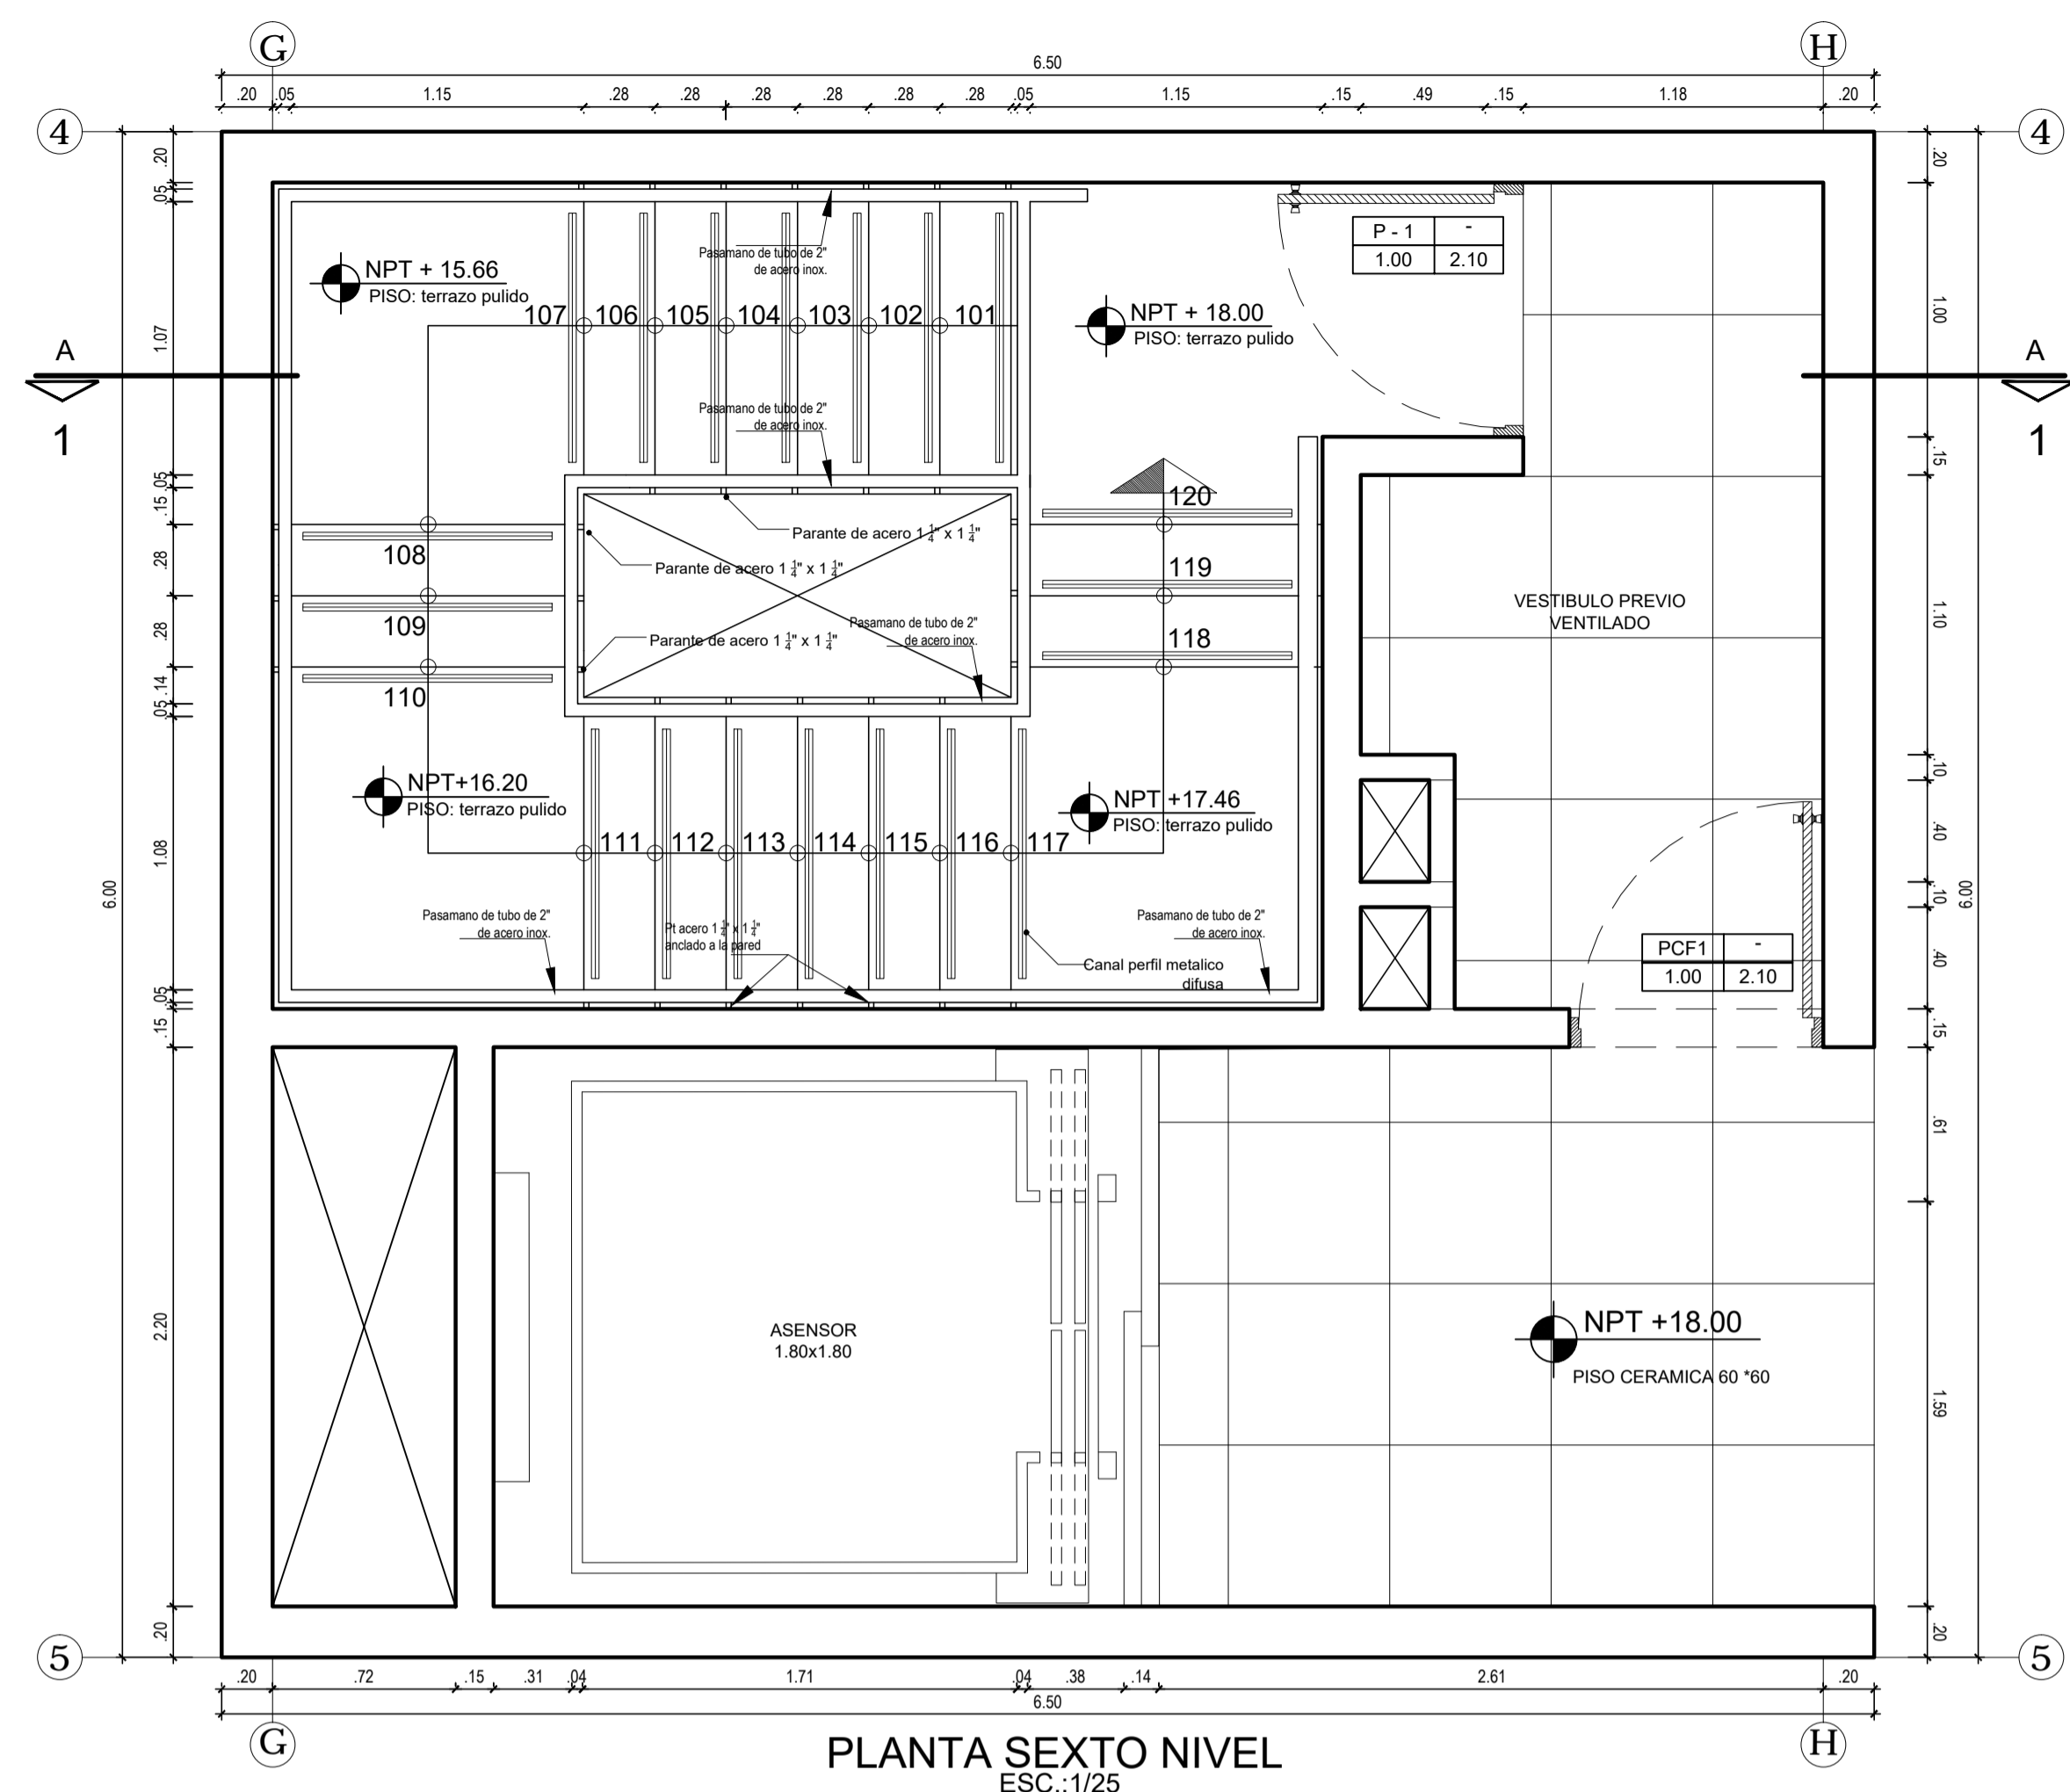 G
H
6.50
.20 .05 1.15 .28 .28 .28 .28 .28 .28 .05 1.15 .15 .49 .15 1.18 .20
4
4
.20
.05
1.07
.05
.15
.28
.28
.14
.05
1.08
.05
.15
2.20
.20
6.00
.20
1.00
.15
1.10
.10
.40
.10
.40
.15
.61
1.59
.20
6.00
A
1
A
1
P - 1 -
1.00 2.10
Pasamano de tubo de 2"
de acero inox.
NPT + 15.66
PISO: terrazo pulido
NPT + 18.00
PISO: terrazo pulido
107 106 105 104 103 102 101
Pasamano de tubo de 2"
de acero inox.
120
Parante de acero 1 1/4" x 1 1/4"
108
119
Parante de acero 1 1/4" x 1 1/4"
VESTIBULO PREVIO
VENTILADO
109
Pasamano de tubo de 2"
de acero inox.
118
Parante de acero 1 1/4" x 1 1/4"
110
NPT+16.20
PISO: terrazo pulido
NPT +17.46
PISO: terrazo pulido
111 112 113 114 115 116 117
Pasamano de tubo de 2"
de acero inox.
Pt acero 1 1/4" x 1 1/4"
anclado a la pared
Pasamano de tubo de 2"
de acero inox.
Canal perfil metalico
difusa
PCF1 -
1.00 2.10
ASENSOR
1.80x1.80
NPT +18.00
PISO CERAMICA 60 *60
5
5
.20 .72 .15 .31 .04 1.71 .04 .38 .14 2.61 .20
6.50
G
H
PLANTA SEXTO NIVEL
ESC.:1/25